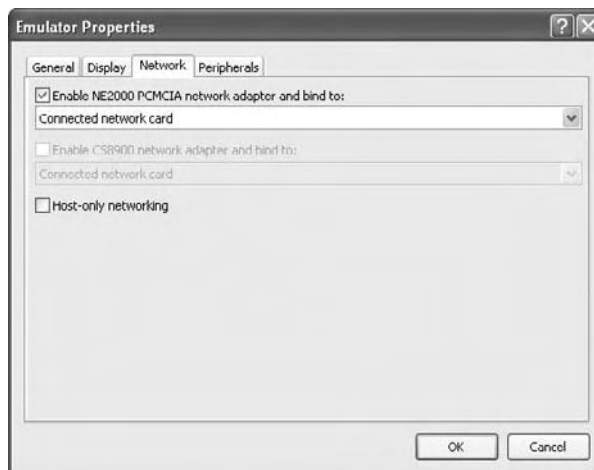 Emulator Properties
General Display Network Peripherals
Enable NE2000 PCMCIA network adapter and bind to:
Connected network card
Enable CS8900 network adapter and bind to:
Connected network card
Host-only networking
OK Cancel